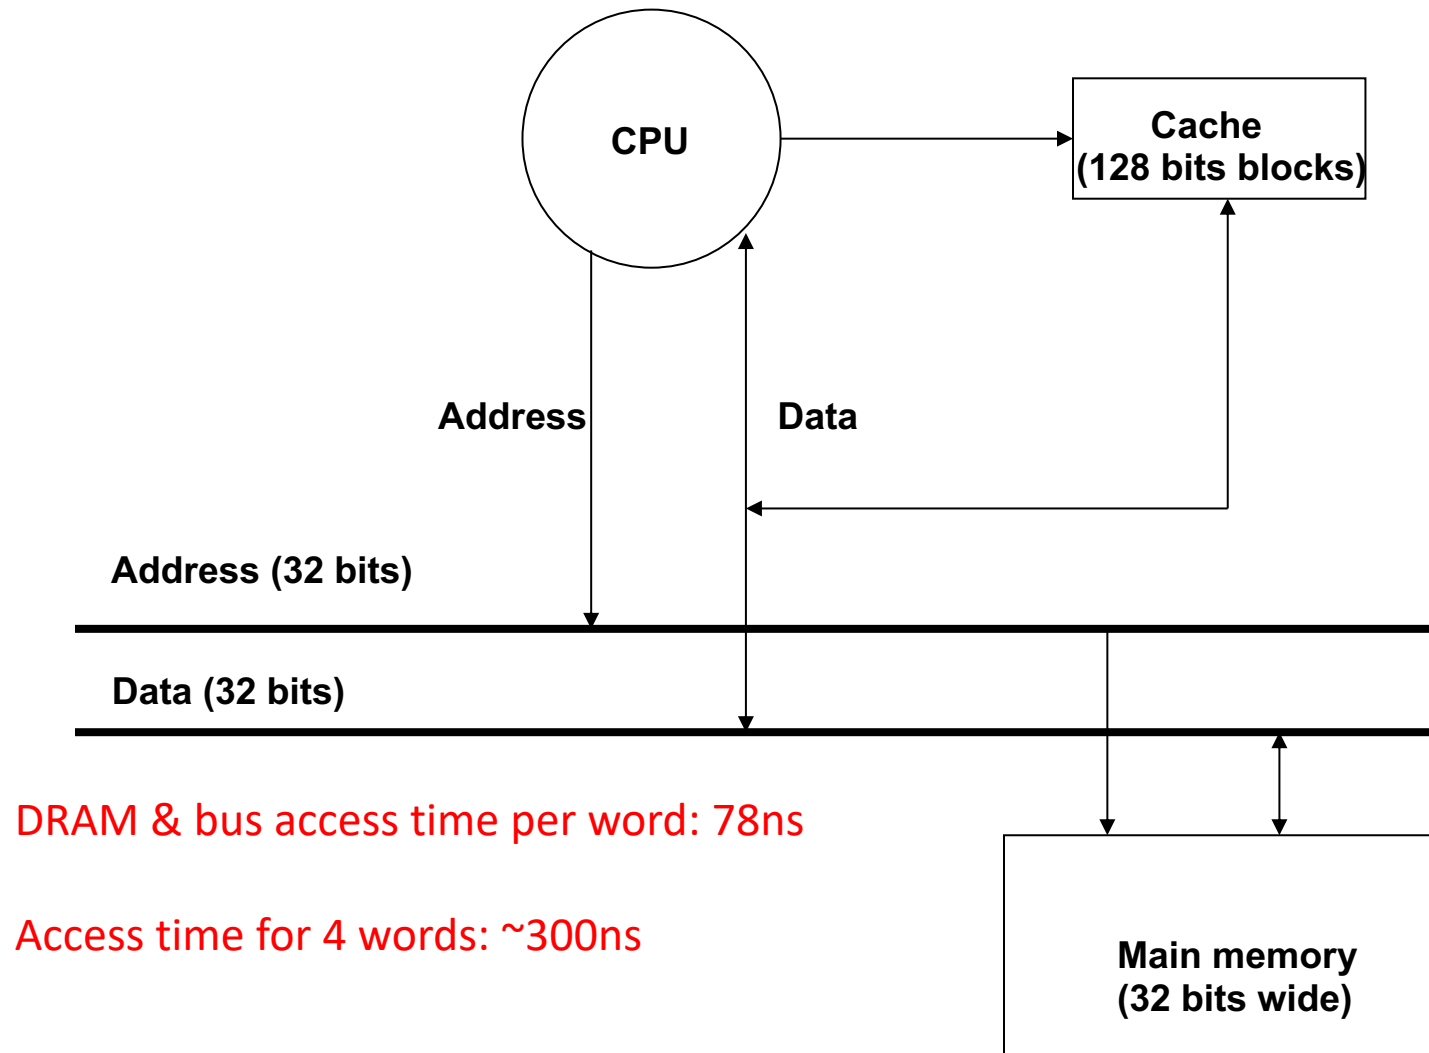 CPU
Cache
(128 bits blocks)
Address
Data
Address (32 bits)
Data (32 bits)
DRAM & bus access time per word: 78ns
Access time for 4 words: ~300ns
Main memory
(32 bits wide)